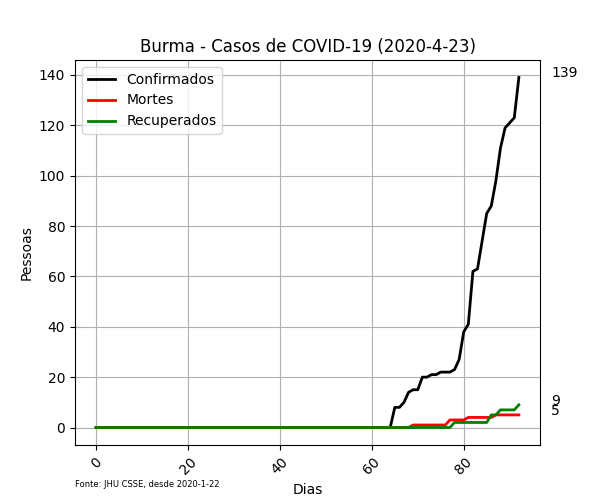 Burma - Casos de COVID-19 (2020-4-23)
Confirmados
Mortes
Recuperados
Pessoas
140
120
100
80
60
40
20
0
139
9
5
0
20
40
60
80
Dias
Fonte: JHU CSSE, desde 2020-1-22